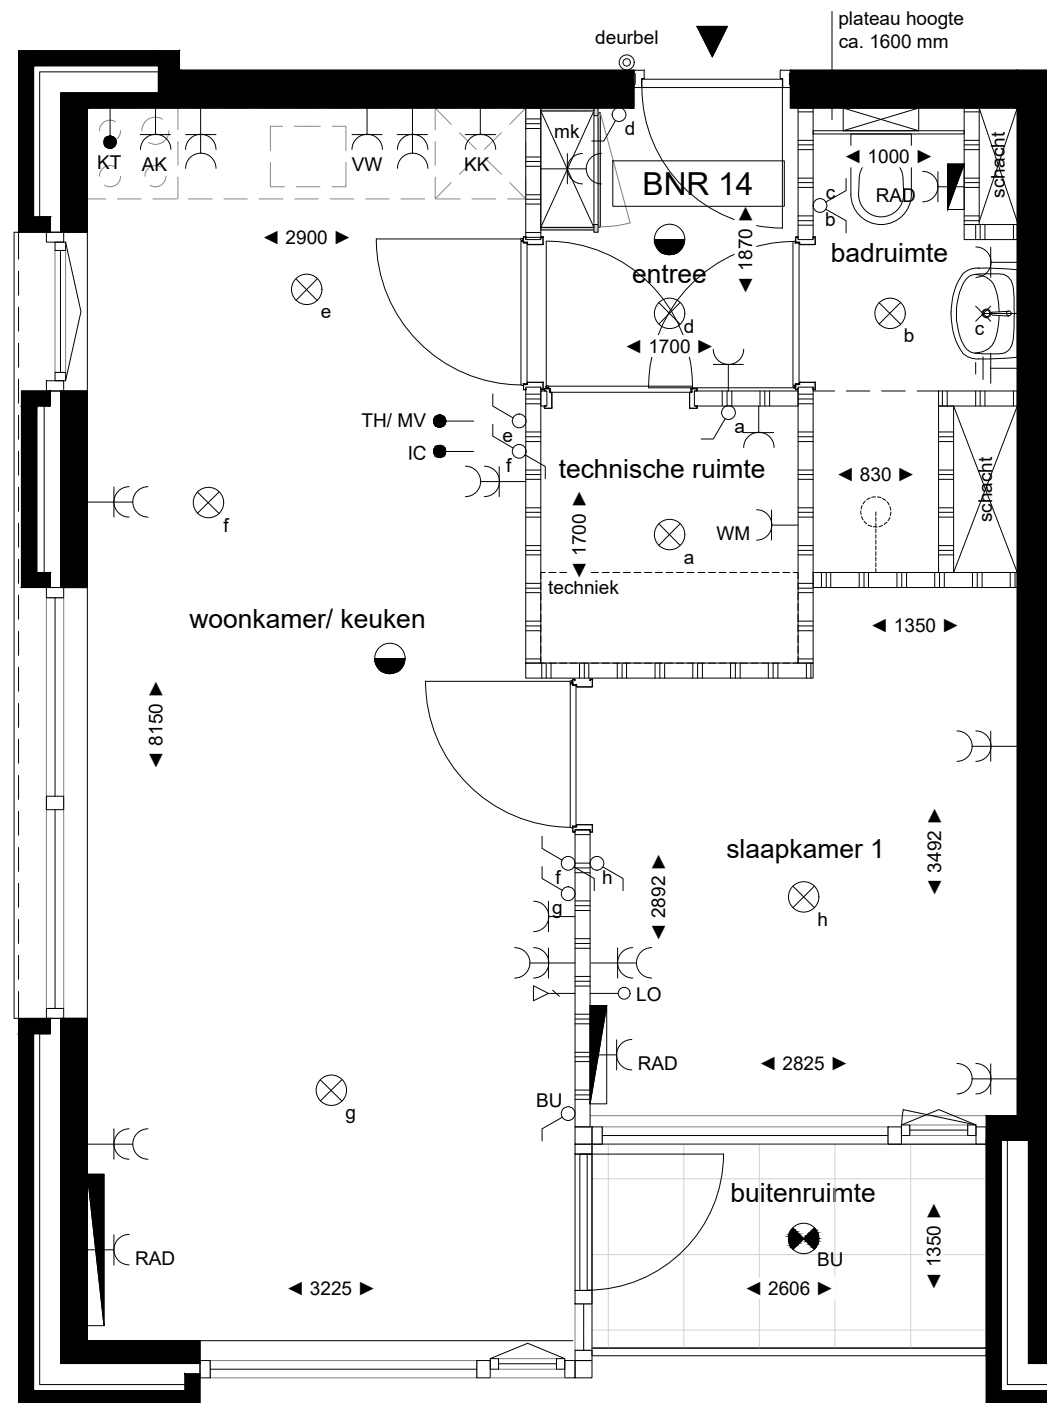 plateau hoogte
ca. 1600 mm
deurbel
mk
d
KT
AK
VW
KK
BNR 14
1000
RAD
c
b
schacht
2900
1870
badruimte
entree
e
d
b
c
1700
TH/ MV
IC
e
f
a
technische ruimte
830
schacht
f
1700
a
WM
techniek
woonkamer/ keuken
1350
8150
slaapkamer 1
3492
f
h
2892
g
h
LO
RAD
2825
g
BU
buitenruimte
BU
1350
RAD
3225
2606